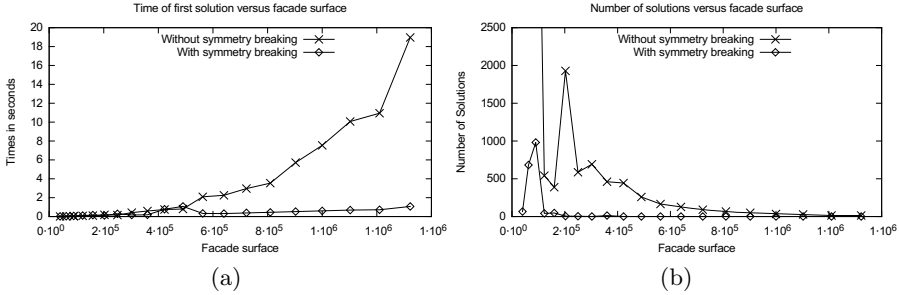 Time of first solution versus facade surface
Times in seconds
20
18
16
14
12
10
8
6
4
2
0
Without symmetry breaking
With symmetry breaking
0·10⁰
2·10⁵
4·10⁵
6·10⁵
8·10⁵
1·10⁶
1·10⁶
1·10⁶
Facade surface
(a)
Number of solutions versus facade surface
Number of Solutions
2500
2000
1500
1000
500
0
Without symmetry breaking
With symmetry breaking
0·10⁰
2·10⁵
4·10⁵
6·10⁵
8·10⁵
1·10⁶
1·10⁶
1·10⁶
Facade surface
(b)